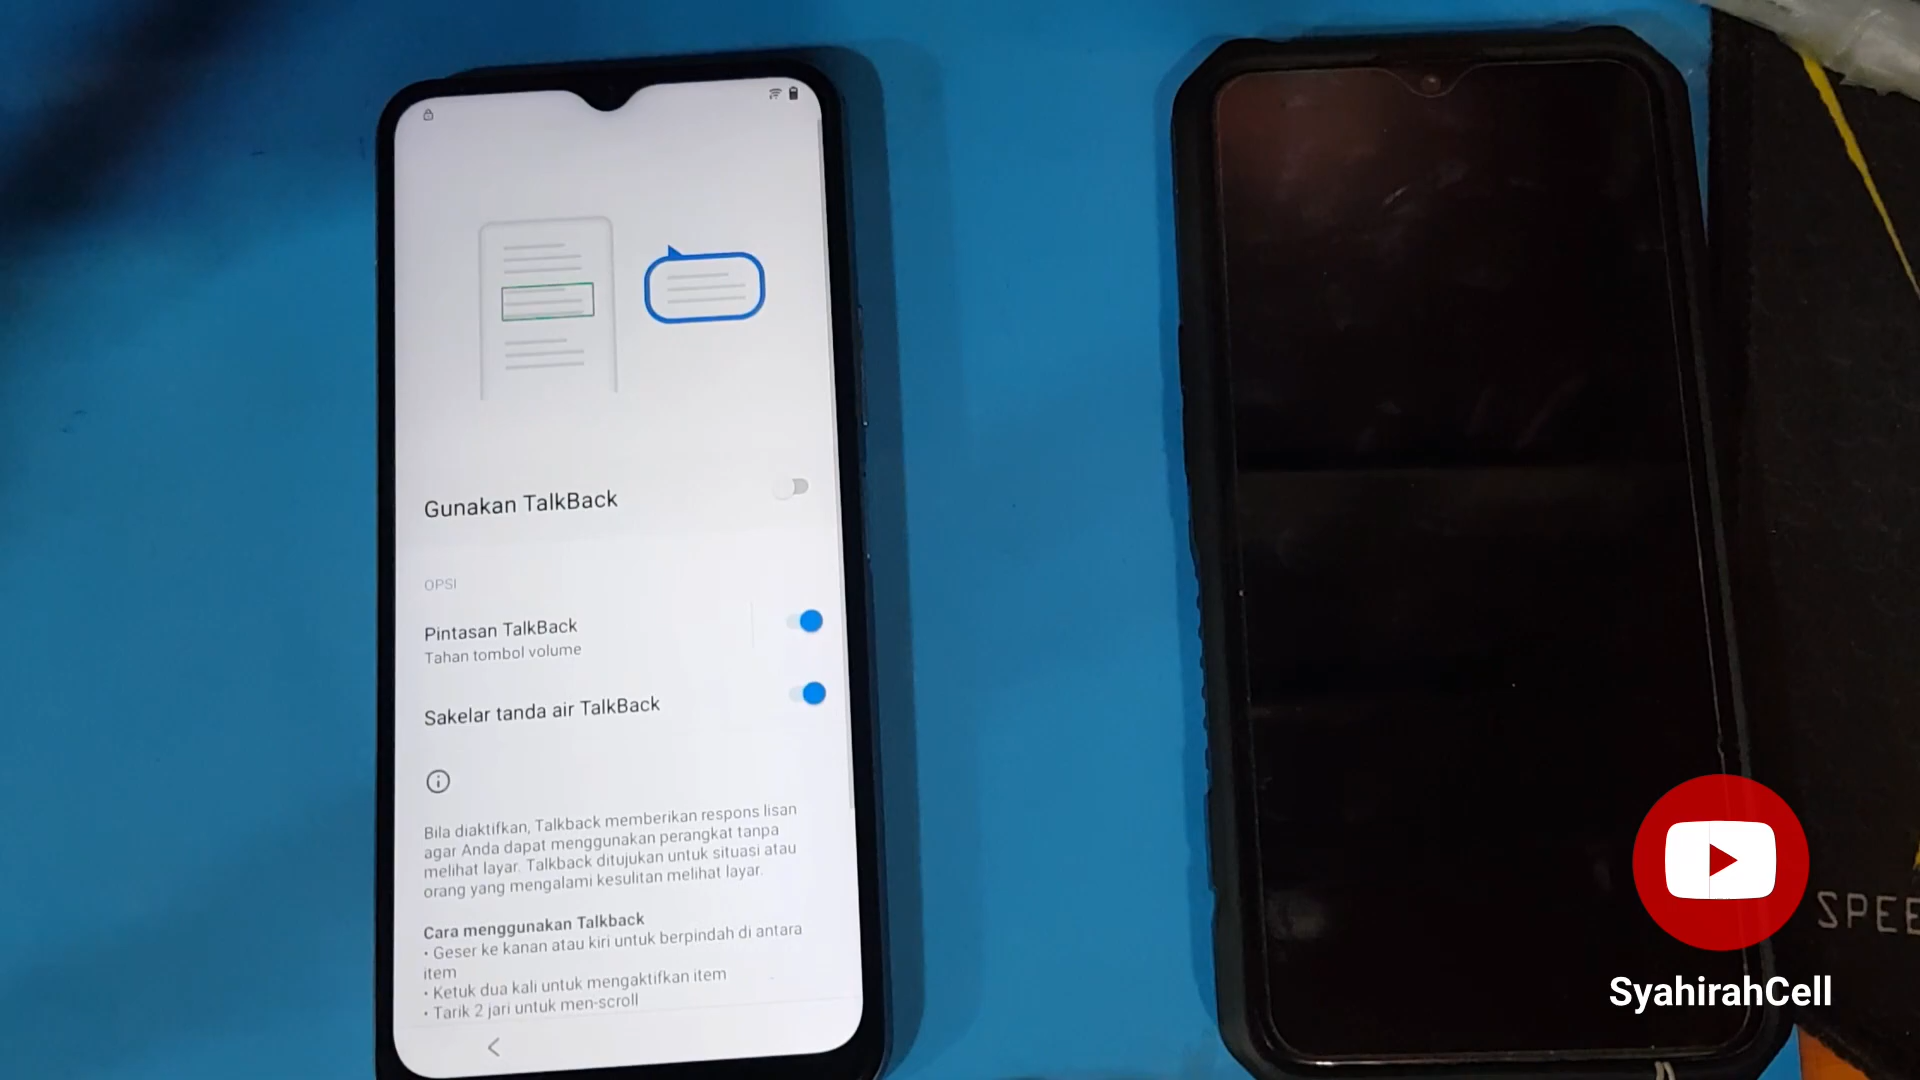 Gunakan TalkBack
OPSI
Pintasan TalkBack
Tahan tombol volume
Sakelar tanda air TalkBack
Bila diaktifkan, Talkback memberikan respons lisan
agar Anda dapat menggunakan perangkat tanpa
melihat layar. Talkback ditujukan untuk situasi atau
orang yang mengalami kesulitan melihat layar.
Cara menggunakan Talkback
• Geser ke kanan atau kiri untuk berpindah di antara
item
• Ketuk dua kali untuk mengaktifkan item
• Tarik 2 jari untuk men-scroll
SPEE
SyahirahCell